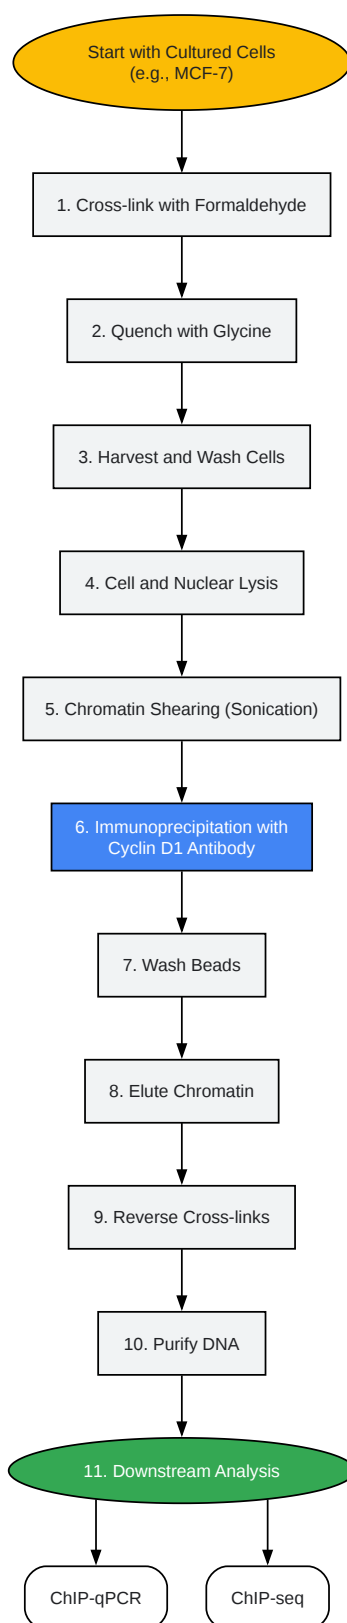 Start with Cultured Cells
(e.g., MCF-7)
1. Cross-link with Formaldehyde
2. Quench with Glycine
3. Harvest and Wash Cells
4. Cell and Nuclear Lysis
5. Chromatin Shearing (Sonication)
6. Immunoprecipitation with
Cyclin D1 Antibody
7. Wash Beads
8. Elute Chromatin
9. Reverse Cross-links
10. Purify DNA
11. Downstream Analysis
ChIP-qPCR
ChIP-seq